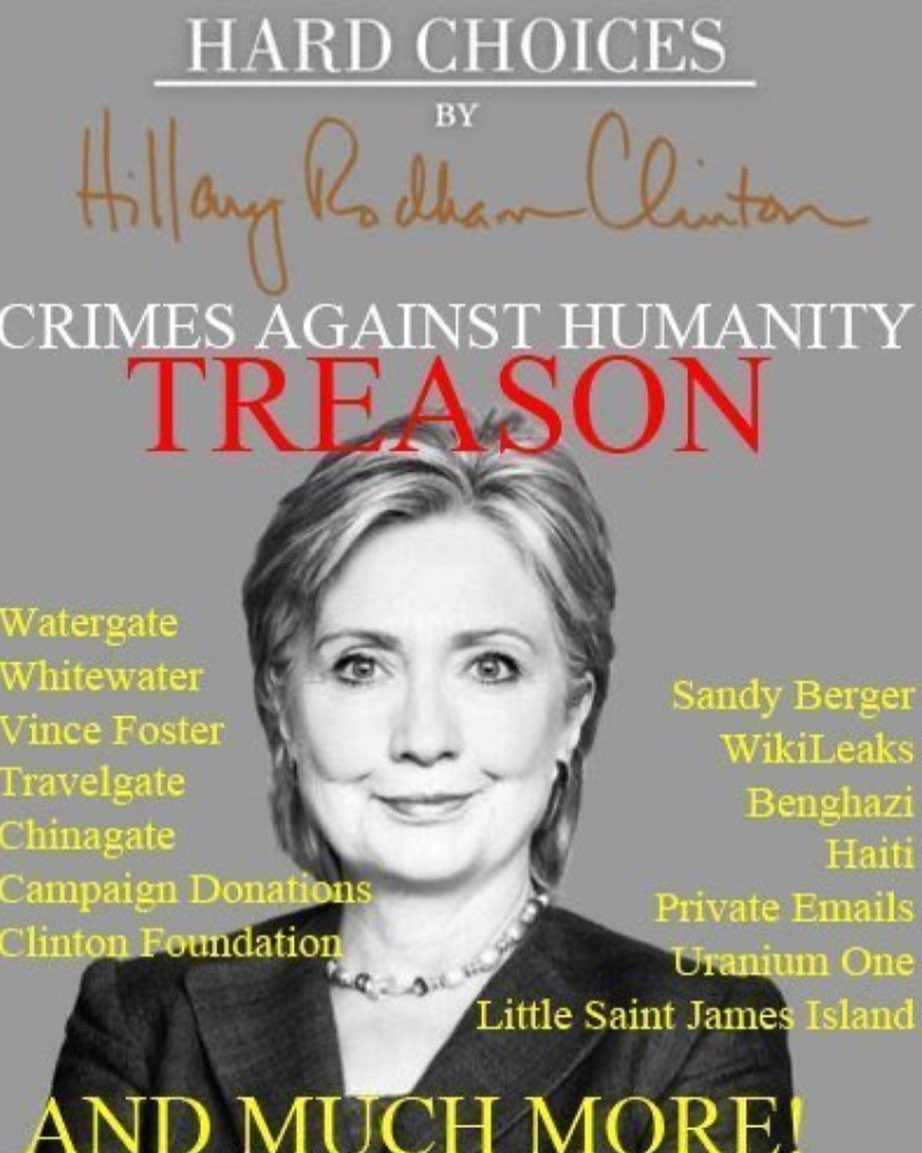 HARD CHOICES
BY
Hillary Rodham Clinton
CRIMES AGAINST HUMANITY
TREASON
Watergate
Whitewater
Vince Foster
Travelgate
Chinagate
Campaign Donations
Clinton Foundation
Sandy Berger
WikiLeaks
Benghazi
Haiti
Private Emails
Uranium One
Little Saint James Island
AND MUCH MORE!